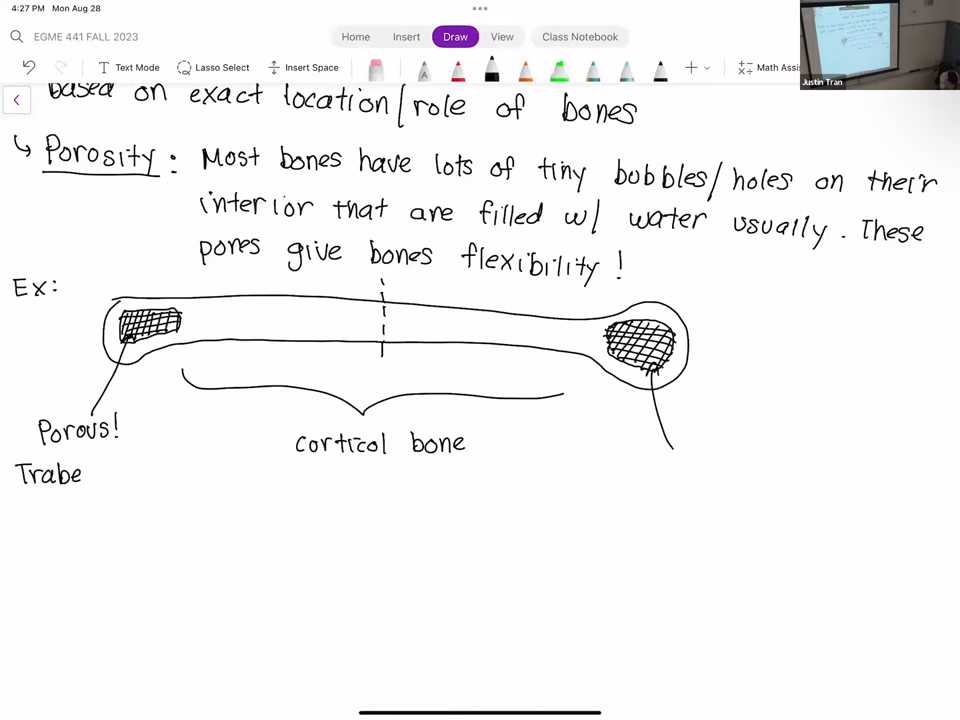 4:27 PM Mon Aug 28
EGME 441 FALL 2023
Home Insert Draw View Class Notebook
Text Mode Lasso Select Insert Space Math Assis
Justin Tran
based on exact location/role of bones
↳ Porosity: Most bones have lots of tiny bubbles/holes on their
interior that are filled w/ water usually. These
pores give bones flexibility!
Ex:
Porous!
Trabe
corticol bone